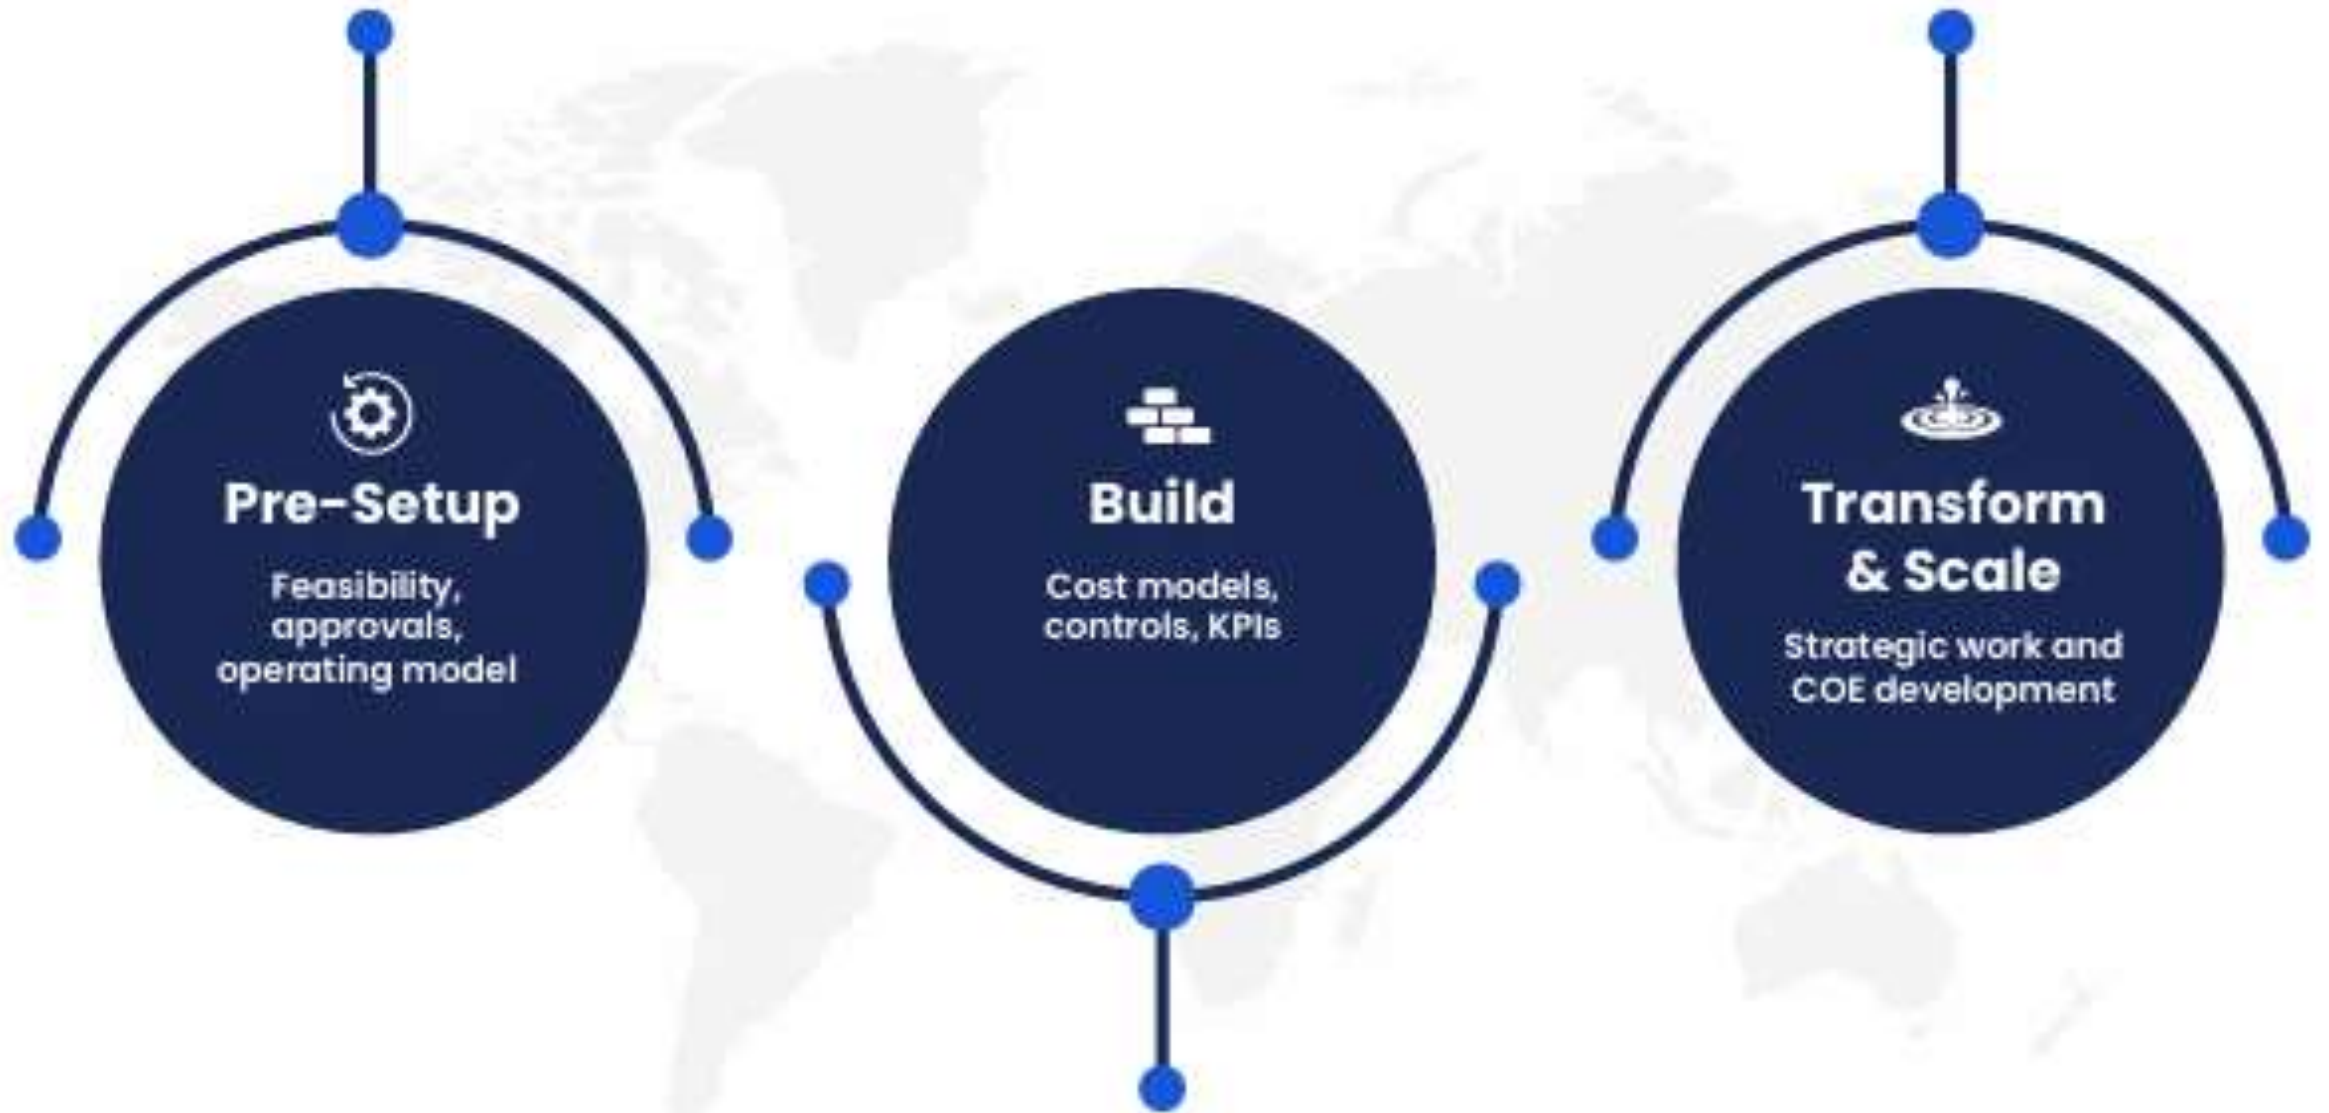 Pre-Setup
Feasibility,
approvals,
operating model
Build
Cost models,
controls, KPIs
Transform
& Scale
Strategic work and
COE development